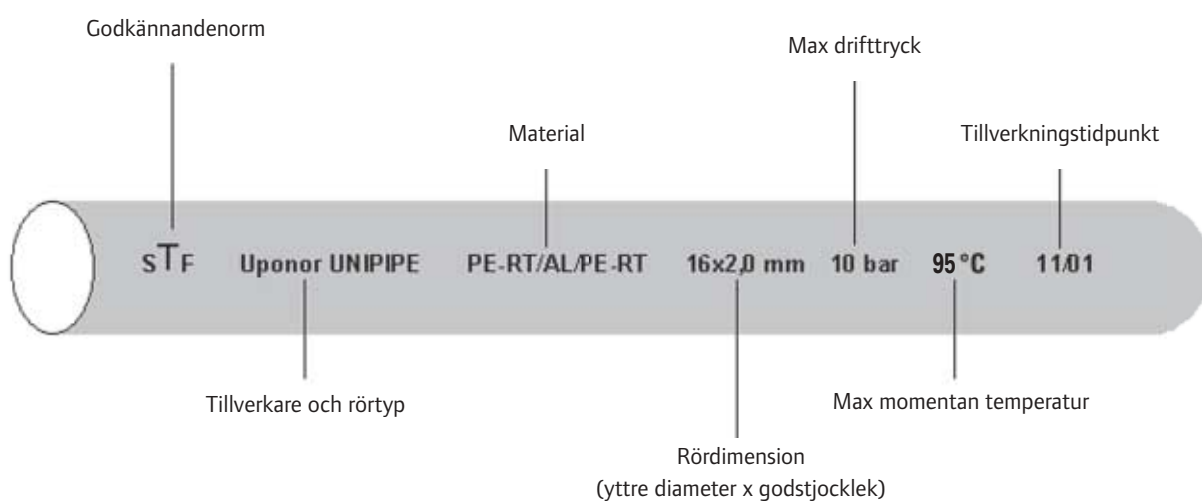 Godkännandenorm
Max drifttryck
Material
Tillverkningstidpunkt
STF Uponor UNIPIPE PE-RT/AL/PE-RT 16x2,0 mm 10 bar 95 °C 11/01
Tillverkare och rörtyp
Max momentan temperatur
Rördimension
(yttre diameter x godstjocklek)